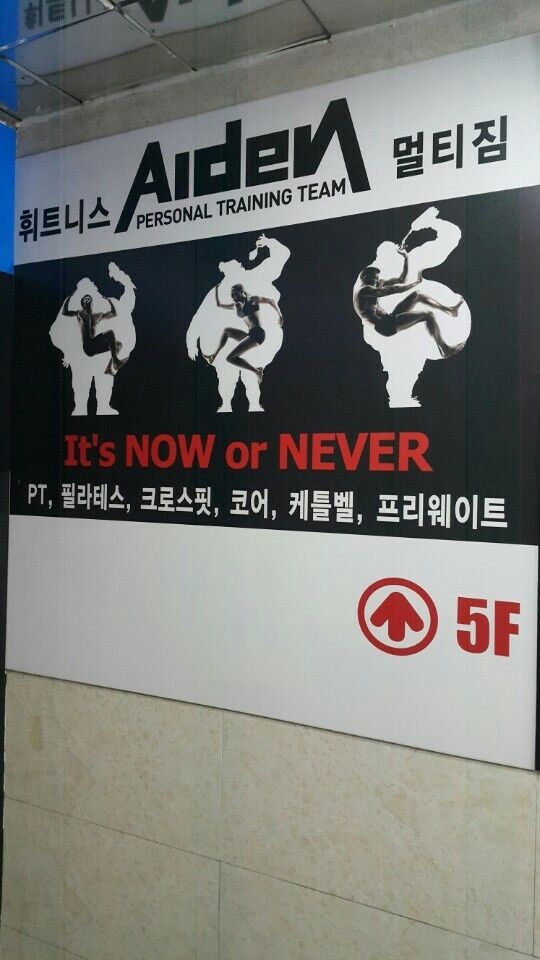 휘트니스 Aiden 멀티짐
PERSONAL TRAINING TEAM
It's NOW or NEVER
PT, 필라테스, 크로스핏, 코어, 케틀벨, 프리웨이트
5F